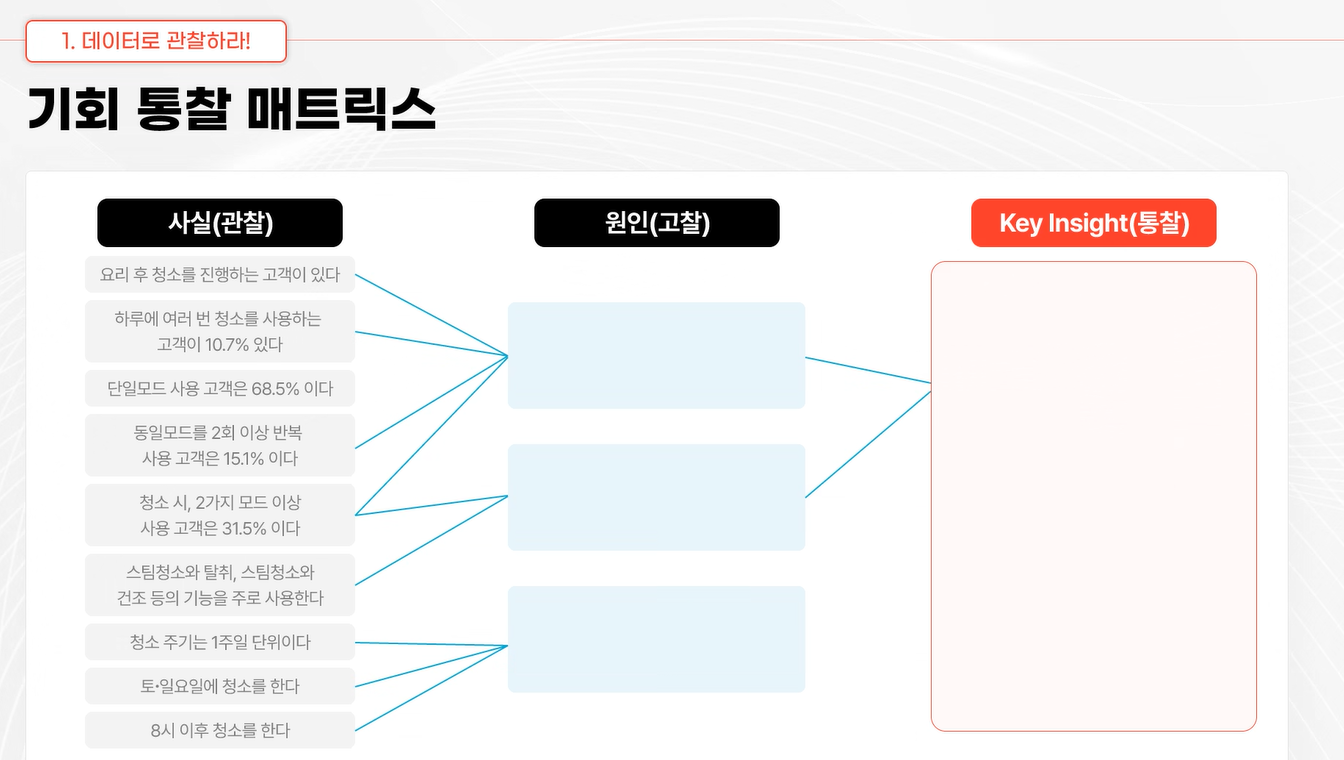 1. 데이터로 관찰하라!
기회 통찰 매트릭스
사실(관찰)
원인(고찰)
Key Insight(통찰)
요리 후 청소를 진행하는 고객이 있다
하루에 여러 번 청소를 사용하는
고객이 10.7% 있다
단일모드 사용 고객은 68.5% 이다
동일모드를 2회 이상 반복
사용 고객은 15.1% 이다
청소 시, 2가지 모드 이상
사용 고객은 31.5% 이다
스팀청소와 탈취, 스팀청소와
건조 등의 기능을 주로 사용한다
청소 주기는 1주일 단위이다
토·일요일에 청소를 한다
8시 이후 청소를 한다